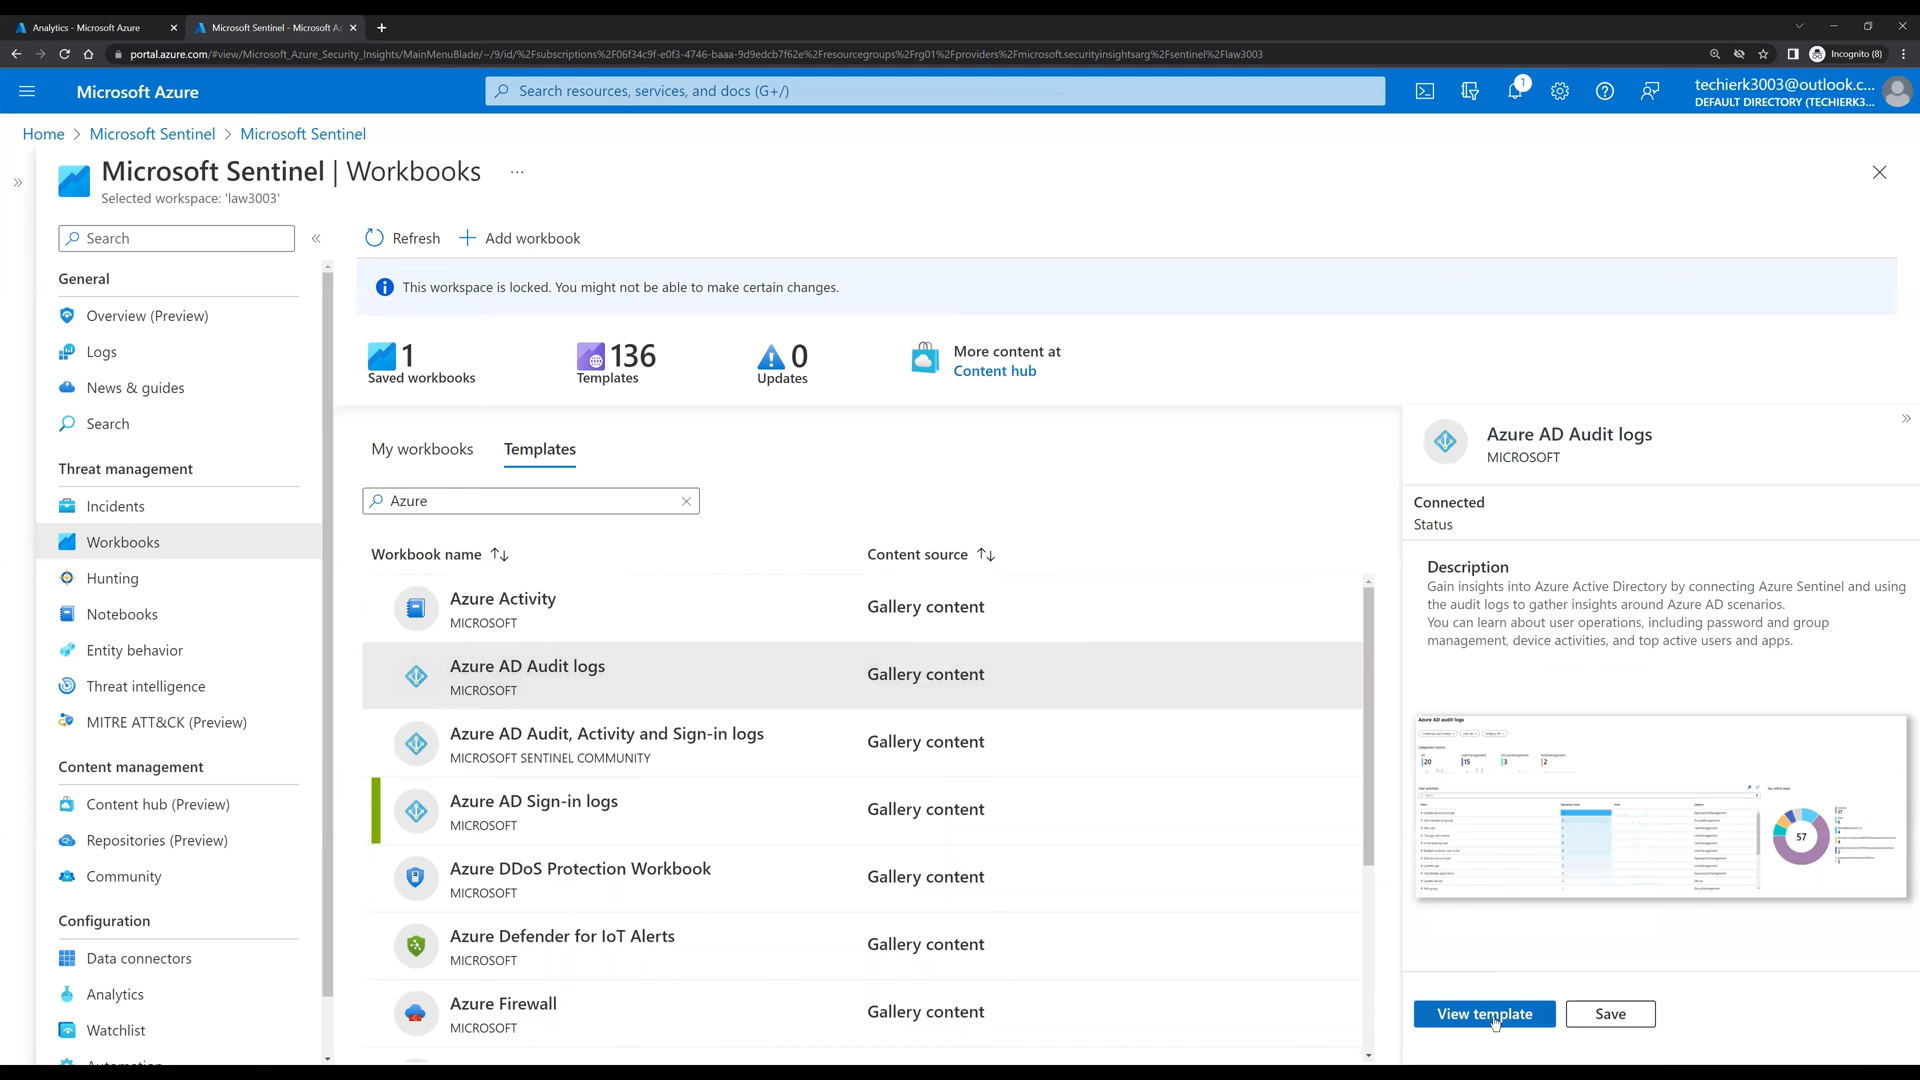 Analytics - Microsoft Azure
Microsoft Sentinel - Microsoft Az
portal.azure.com/#view/Microsoft_Azure_Security_Insights/MainMenuBlade/~/9/id/%2Fsubscriptions%2F06f34c9f-e0f3-4746-baaa-9d9edcb7f62e%2Fresourcegroups%2Frg01%2Fproviders%2Fmicrosoft.securityinsightsarg%2Fsentinel%2Flaw3003
Incognito (8)
Microsoft Azure
Search resources, services, and docs (G+/)
1
techierk3003@outlook.c...
DEFAULT DIRECTORY (TECHIERK3...
Home > Microsoft Sentinel > Microsoft Sentinel
Microsoft Sentinel | Workbooks ...
Selected workspace: 'law3003'
Search
General
Overview (Preview)
Logs
News & guides
Search
Threat management
Incidents
Workbooks
Hunting
Notebooks
Entity behavior
Threat intelligence
MITRE ATT&CK (Preview)
Content management
Content hub (Preview)
Repositories (Preview)
Community
Configuration
Data connectors
Analytics
Watchlist
Automation
Refresh
Add workbook
This workspace is locked. You might not be able to make certain changes.
1
Saved workbooks
136
Templates
0
Updates
More content at
Content hub
My workbooks
Templates
Azure
Workbook name
Content source
Azure Activity
MICROSOFT
Gallery content
Azure AD Audit logs
MICROSOFT
Gallery content
Azure AD Audit, Activity and Sign-in logs
MICROSOFT SENTINEL COMMUNITY
Gallery content
Azure AD Sign-in logs
MICROSOFT
Gallery content
Azure DDoS Protection Workbook
MICROSOFT
Gallery content
Azure Defender for IoT Alerts
MICROSOFT
Gallery content
Azure Firewall
MICROSOFT
Gallery content
Azure AD Audit logs
MICROSOFT
Connected
Status
Description
Gain insights into Azure Active Directory by connecting Azure Sentinel and using
the audit logs to gather insights around Azure AD scenarios.
You can learn about user operations, including password and group
management, device activities, and top active users and apps.
Azure AD audit logs
20
15
3
2
57
View template
Save